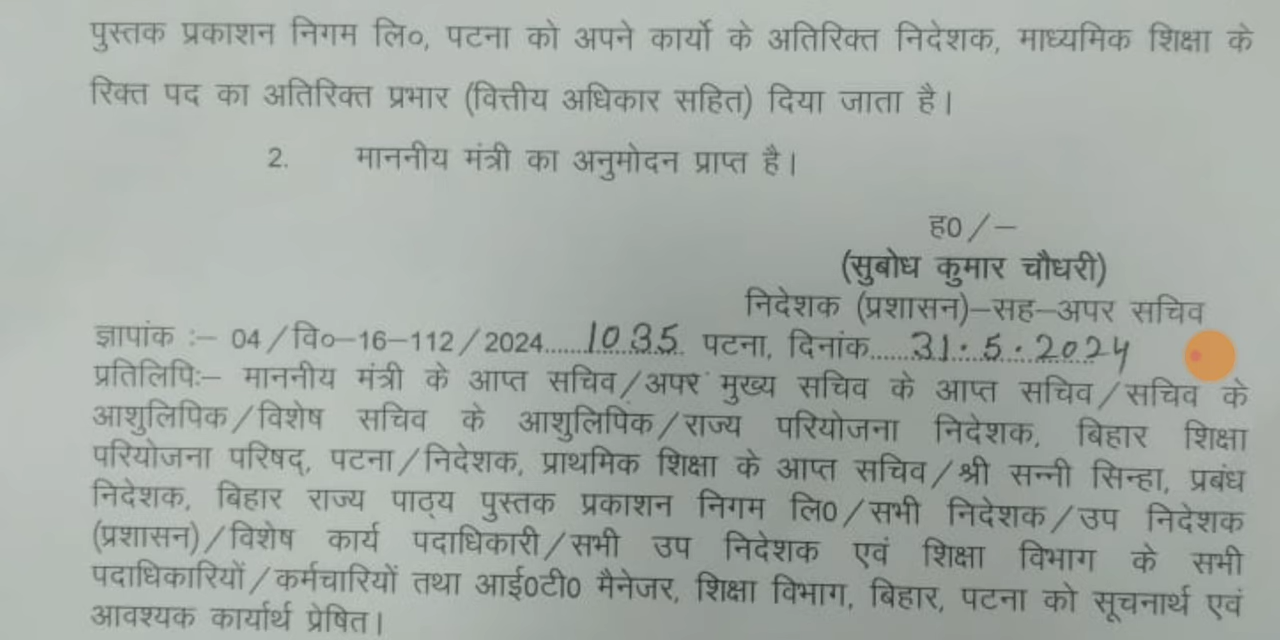 पुस्तक प्रकाशन निगम लि०, पटना को अपने कार्यो के अतिरिक्त निदेशक, माध्यमिक शिक्षा के
रिक्त पद का अतिरिक्त प्रभार (वित्तीय अधिकार सहित) दिया जाता है।
2. माननीय मंत्री का अनुमोदन प्राप्त है।
ह0/–
(सुबोध कुमार चौधरी)
निदेशक (प्रशासन)–सह–अपर सचिव
ज्ञापांक :– 04/वि०–16–112/2024......1035. पटना, दिनांक.....31.5.2024
प्रतिलिपिः– माननीय मंत्री के आप्त सचिव/अपर मुख्य सचिव के आप्त सचिव/सचिव के
आशुलिपिक/विशेष सचिव के आशुलिपिक/राज्य परियोजना निदेशक, बिहार शिक्षा
परियोजना परिषद्, पटना/निदेशक, प्राथमिक शिक्षा के आप्त सचिव/श्री सन्नी सिन्हा, प्रबंध
निदेशक, बिहार राज्य पाठ्य पुस्तक प्रकाशन निगम लि0/सभी निदेशक/उप निदेशक
(प्रशासन)/विशेष कार्य पदाधिकारी/सभी उप निदेशक एवं शिक्षा विभाग के सभी
पदाधिकारियों/कर्मचारियों तथा आई0टी0 मैनेजर, शिक्षा विभाग, बिहार, पटना को सूचनार्थ एवं
आवश्यक कार्यार्थ प्रेषित।